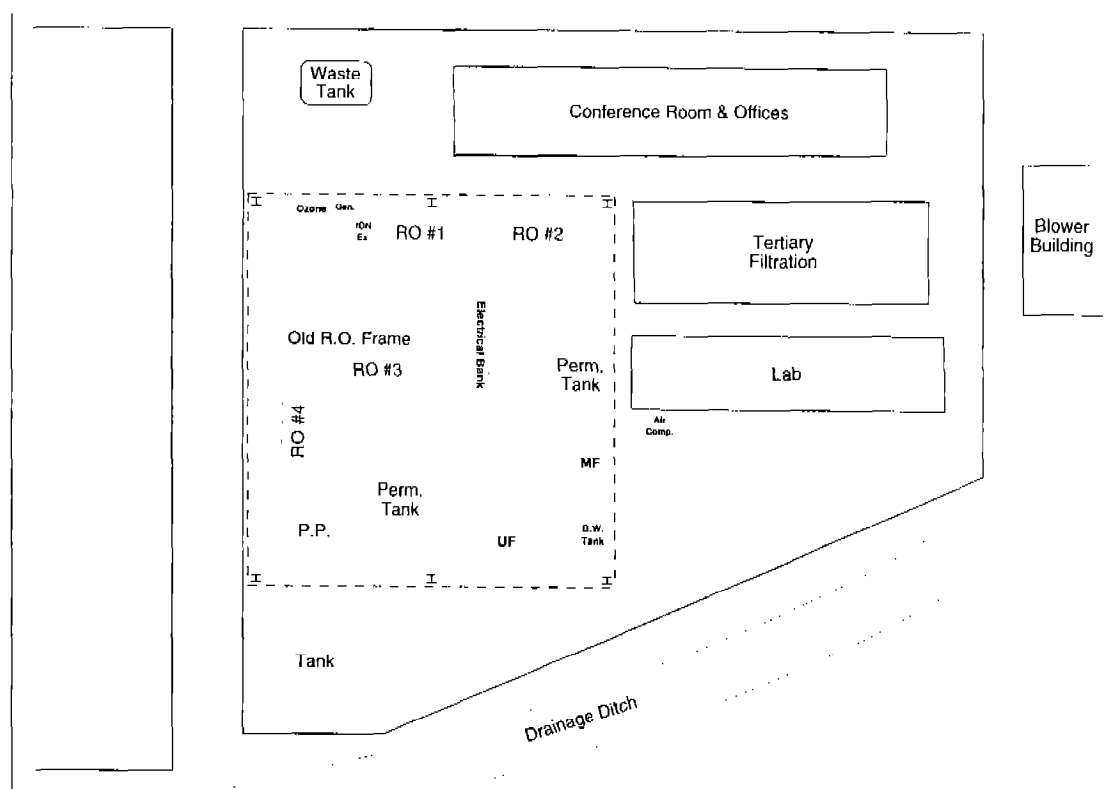 Waste
Tank
Conference Room & Offices
Ozone Gen.
ION
Ex
RO #1
RO #2
Tertiary
Filtration
Blower
Building
Electrical Bank
Old R.O. Frame
RO #3
Perm.
Tank
Lab
RO #4
Air
Comp.
MF
Perm.
Tank
P.P.
UF
B.W.
Tank
Tank
Drainage Ditch